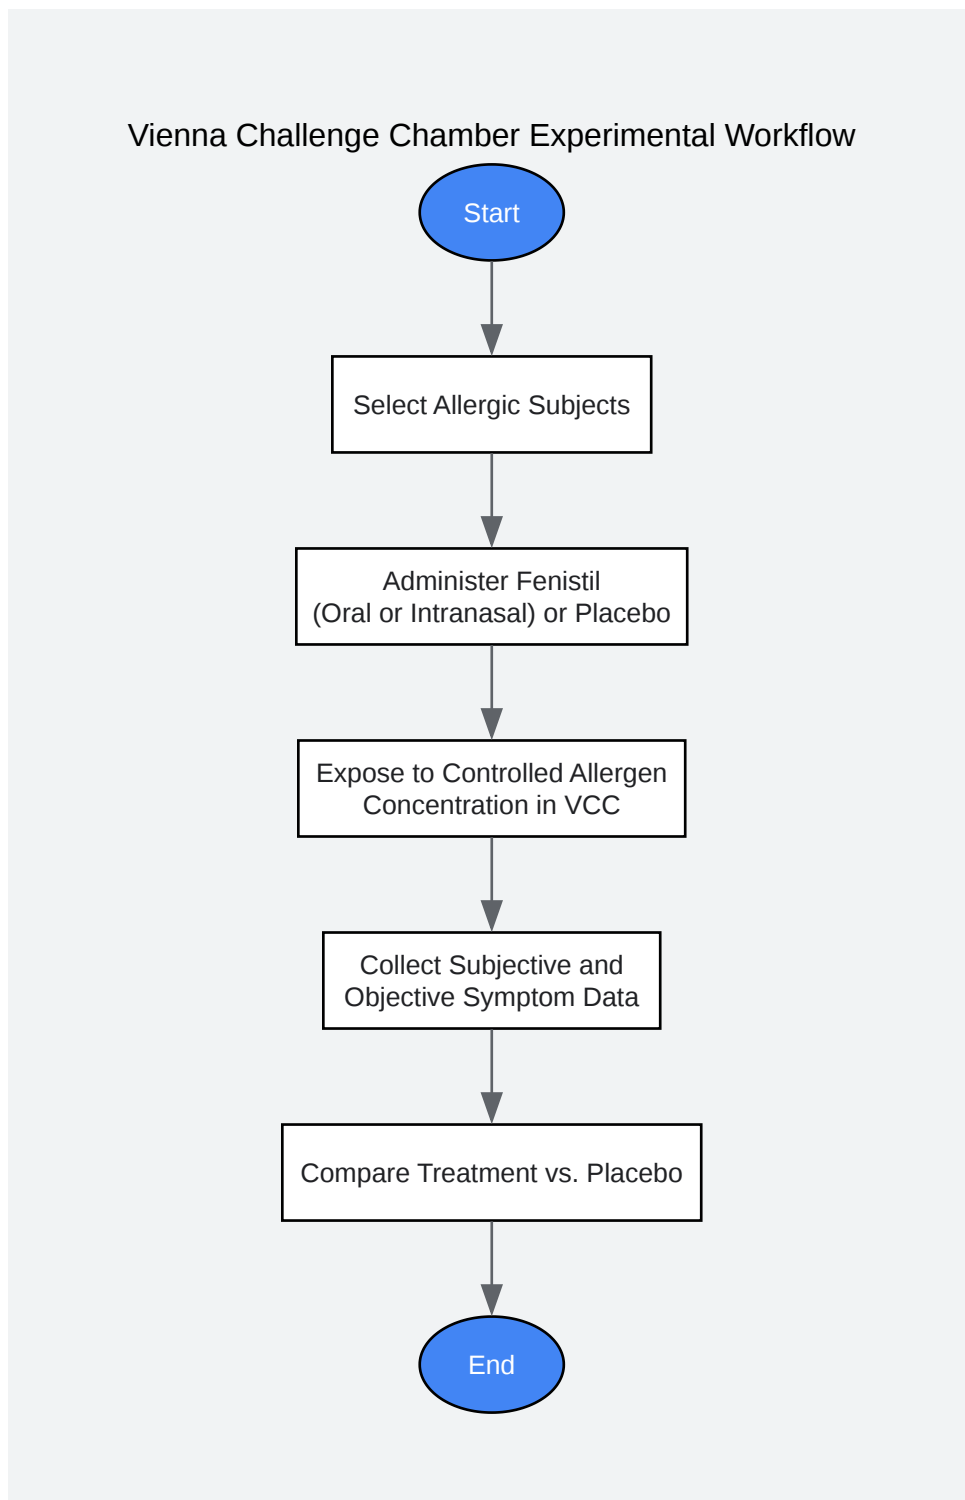 Vienna Challenge Chamber Experimental Workflow
Start
Select Allergic Subjects
Administer Fenistil
(Oral or Intranasal) or Placebo
Expose to Controlled Allergen
Concentration in VCC
Collect Subjective and
Objective Symptom Data
Compare Treatment vs. Placebo
End